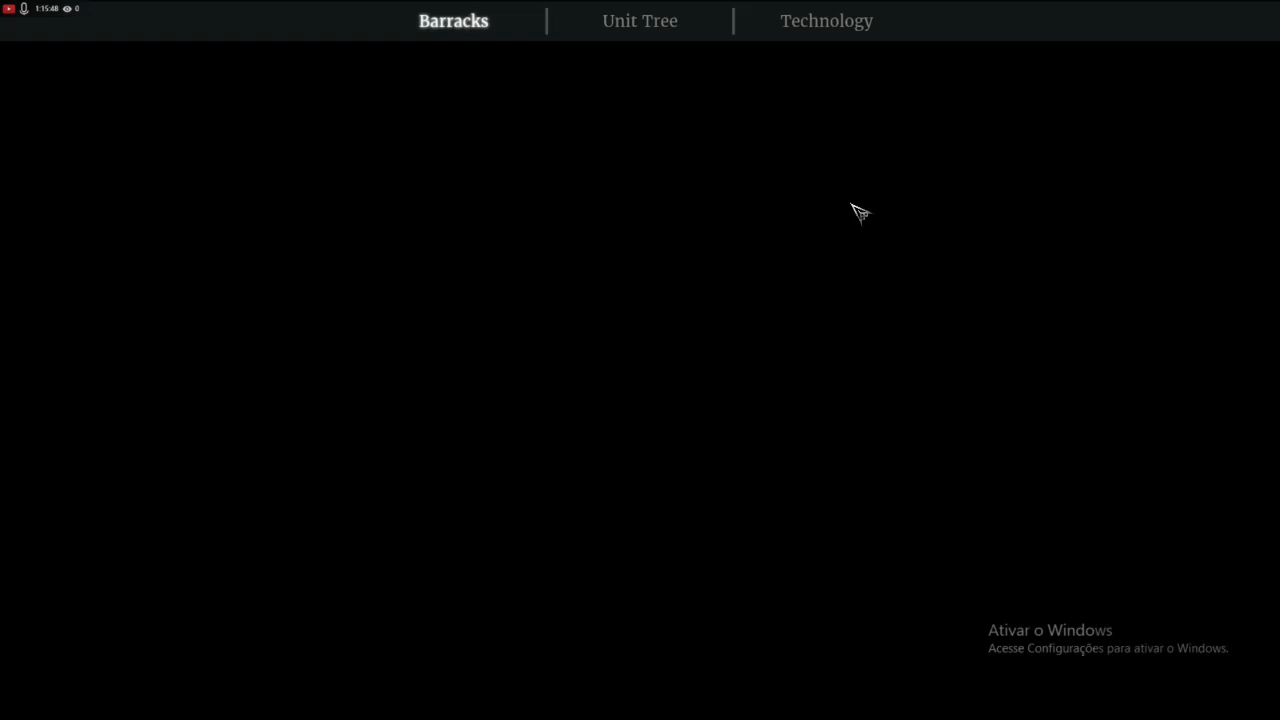 1:15:48 0
Barracks Unit Tree Technology
Ativar o Windows
Acesse Configurações para ativar o Windows.